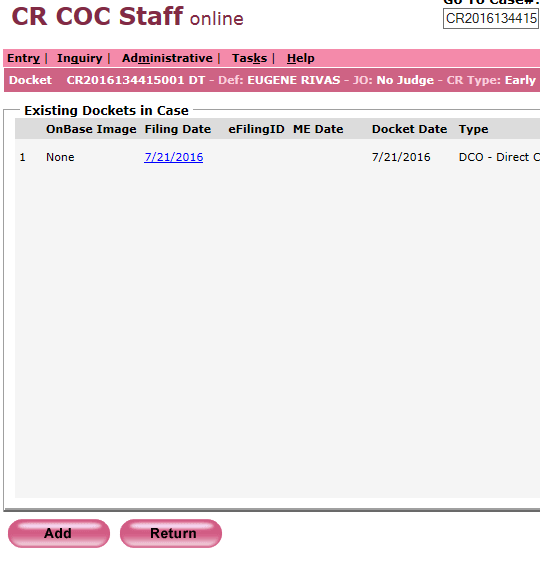 Go To Case#:
CR COC Staff online
CR2016134415
Entry | Inquiry | Administrative | Tasks | Help
Docket CR2016134415001 DT - Def: EUGENE RIVAS - JO: No Judge - CR Type: Early
Existing Dockets in Case
OnBase Image Filing Date eFilingID ME Date Docket Date Type
1 None 7/21/2016 7/21/2016 DCO - Direct C
Add Return